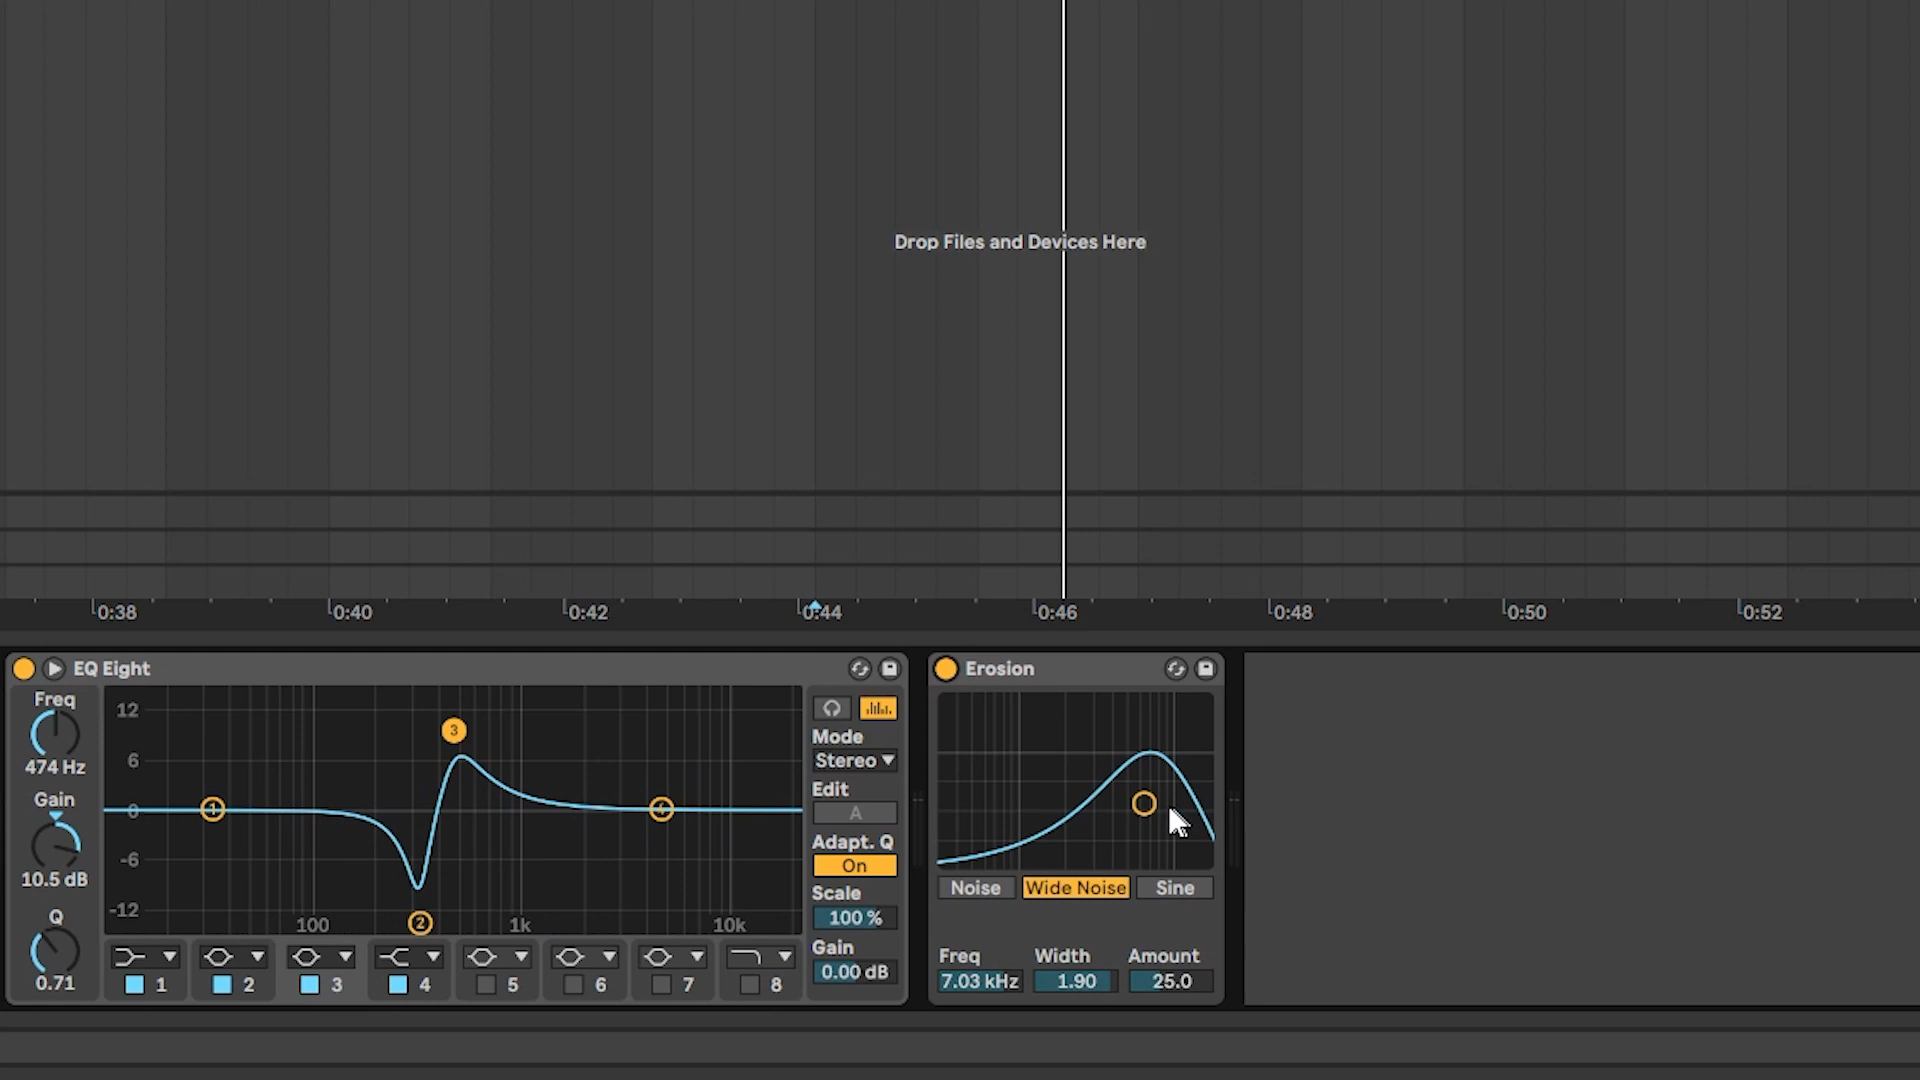 Drop Files and Devices Here
0:38 0:40 0:42 0:44 0:46 0:48 0:50 0:52
EQ Eight
Freq
474 Hz
Gain
10.5 dB
Q
0.71
12
6
0
-6
-12
100 1k 10k
1 2 3 4
1 2 3 4 5 6 7 8
Mode
Stereo
Edit
A
Adapt. Q
On
Scale
100 %
Gain
0.00 dB
Erosion
Noise Wide Noise Sine
Freq Width Amount
7.03 kHz 1.90 25.0